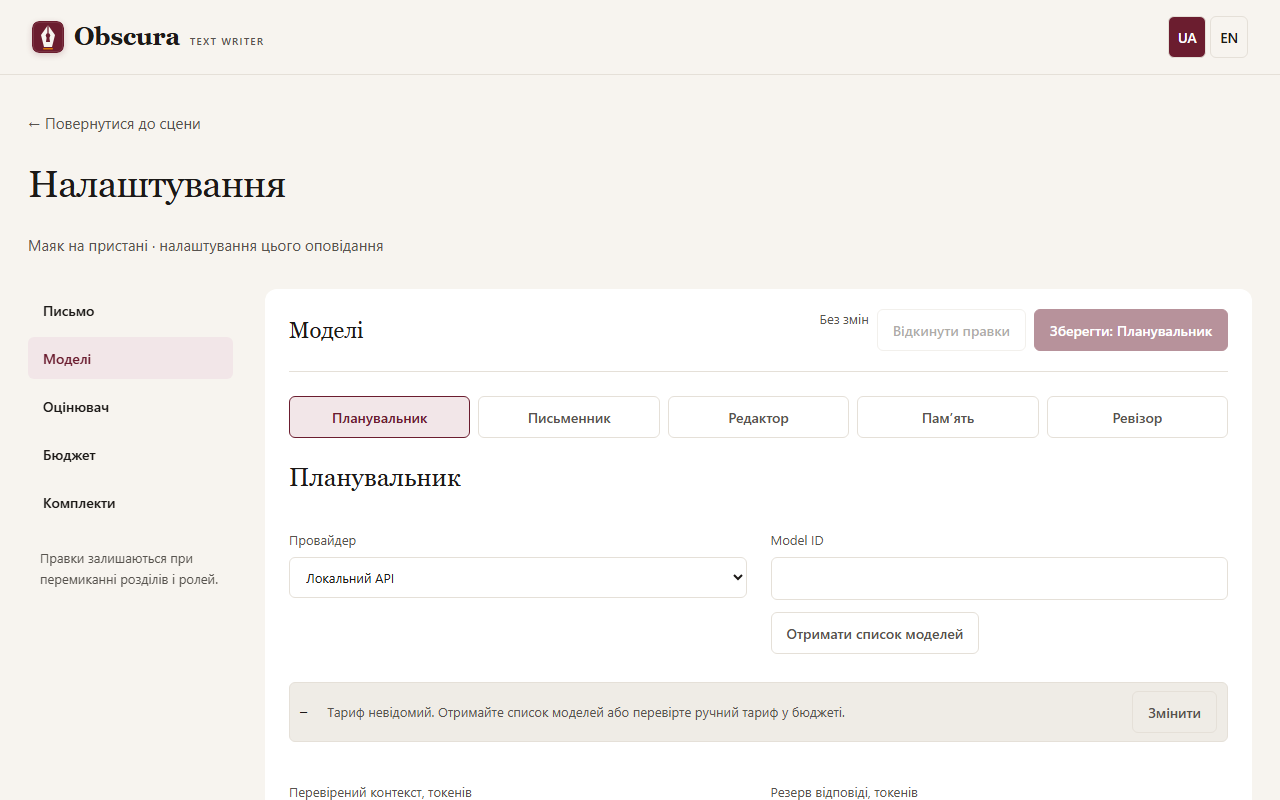 Obscura TEXT WRITER
UA EN
← Повернутися до сцени
Налаштування
Маяк на пристані · налаштування цього оповідання
Письмо
Моделі
Оцінювач
Бюджет
Комплекти
Правки залишаються при
перемиканні розділів і ролей.
Моделі
Без змін
Відкинути правки
Зберегти: Планувальник
Планувальник
Письменник
Редактор
Пам’ять
Ревізор
Планувальник
Провайдер
Локальний API
Model ID
Отримати список моделей
– Тариф невідомий. Отримайте список моделей або перевірте ручний тариф у бюджеті.
Змінити
Перевірений контекст, токенів
Резерв відповіді, токенів